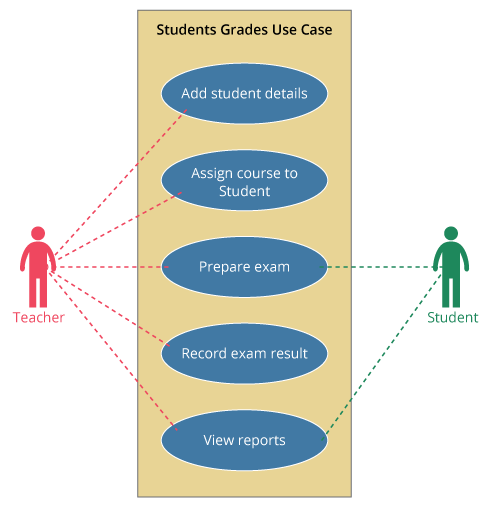 Students Grades Use Case
Add student details
Assign course to
Student
Prepare exam
Teacher
Student
Record exam result
View reports